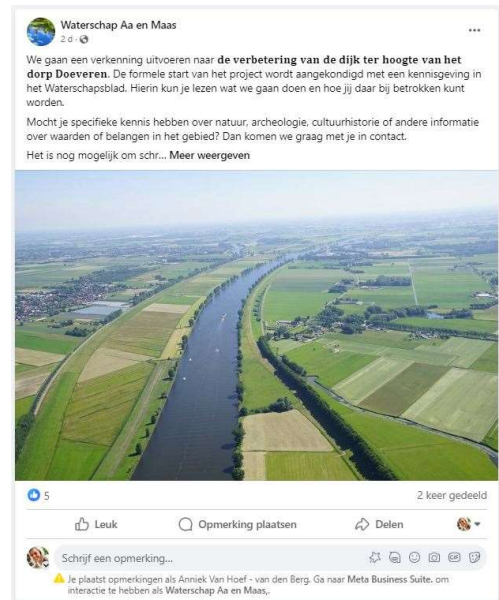 Waterschap Aa en Maas
2 d ·
We gaan een verkenning uitvoeren naar de verbetering van de dijk ter hoogte van het
dorp Doeveren. De formele start van het project wordt aangekondigd met een kennisgeving in
het Waterschapsblad. Hierin kun je lezen wat we gaan doen en hoe jij daar bij betrokken kunt
worden.
Mocht je specifieke kennis hebben over natuur, archeologie, cultuurhistorie of andere informatie
over waarden of belangen in het gebied? Dan komen we graag met je in contact.
Het is nog mogelijk om schr... Meer weergeven
5
2 keer gedeeld
Leuk
Opmerking plaatsen
Delen
Schrijf een opmerking...
GIF
Je plaatst opmerkingen als Anniek Van Hoef - van den Berg. Ga naar Meta Business Suite. om
interactie te hebben als Waterschap Aa en Maas,.